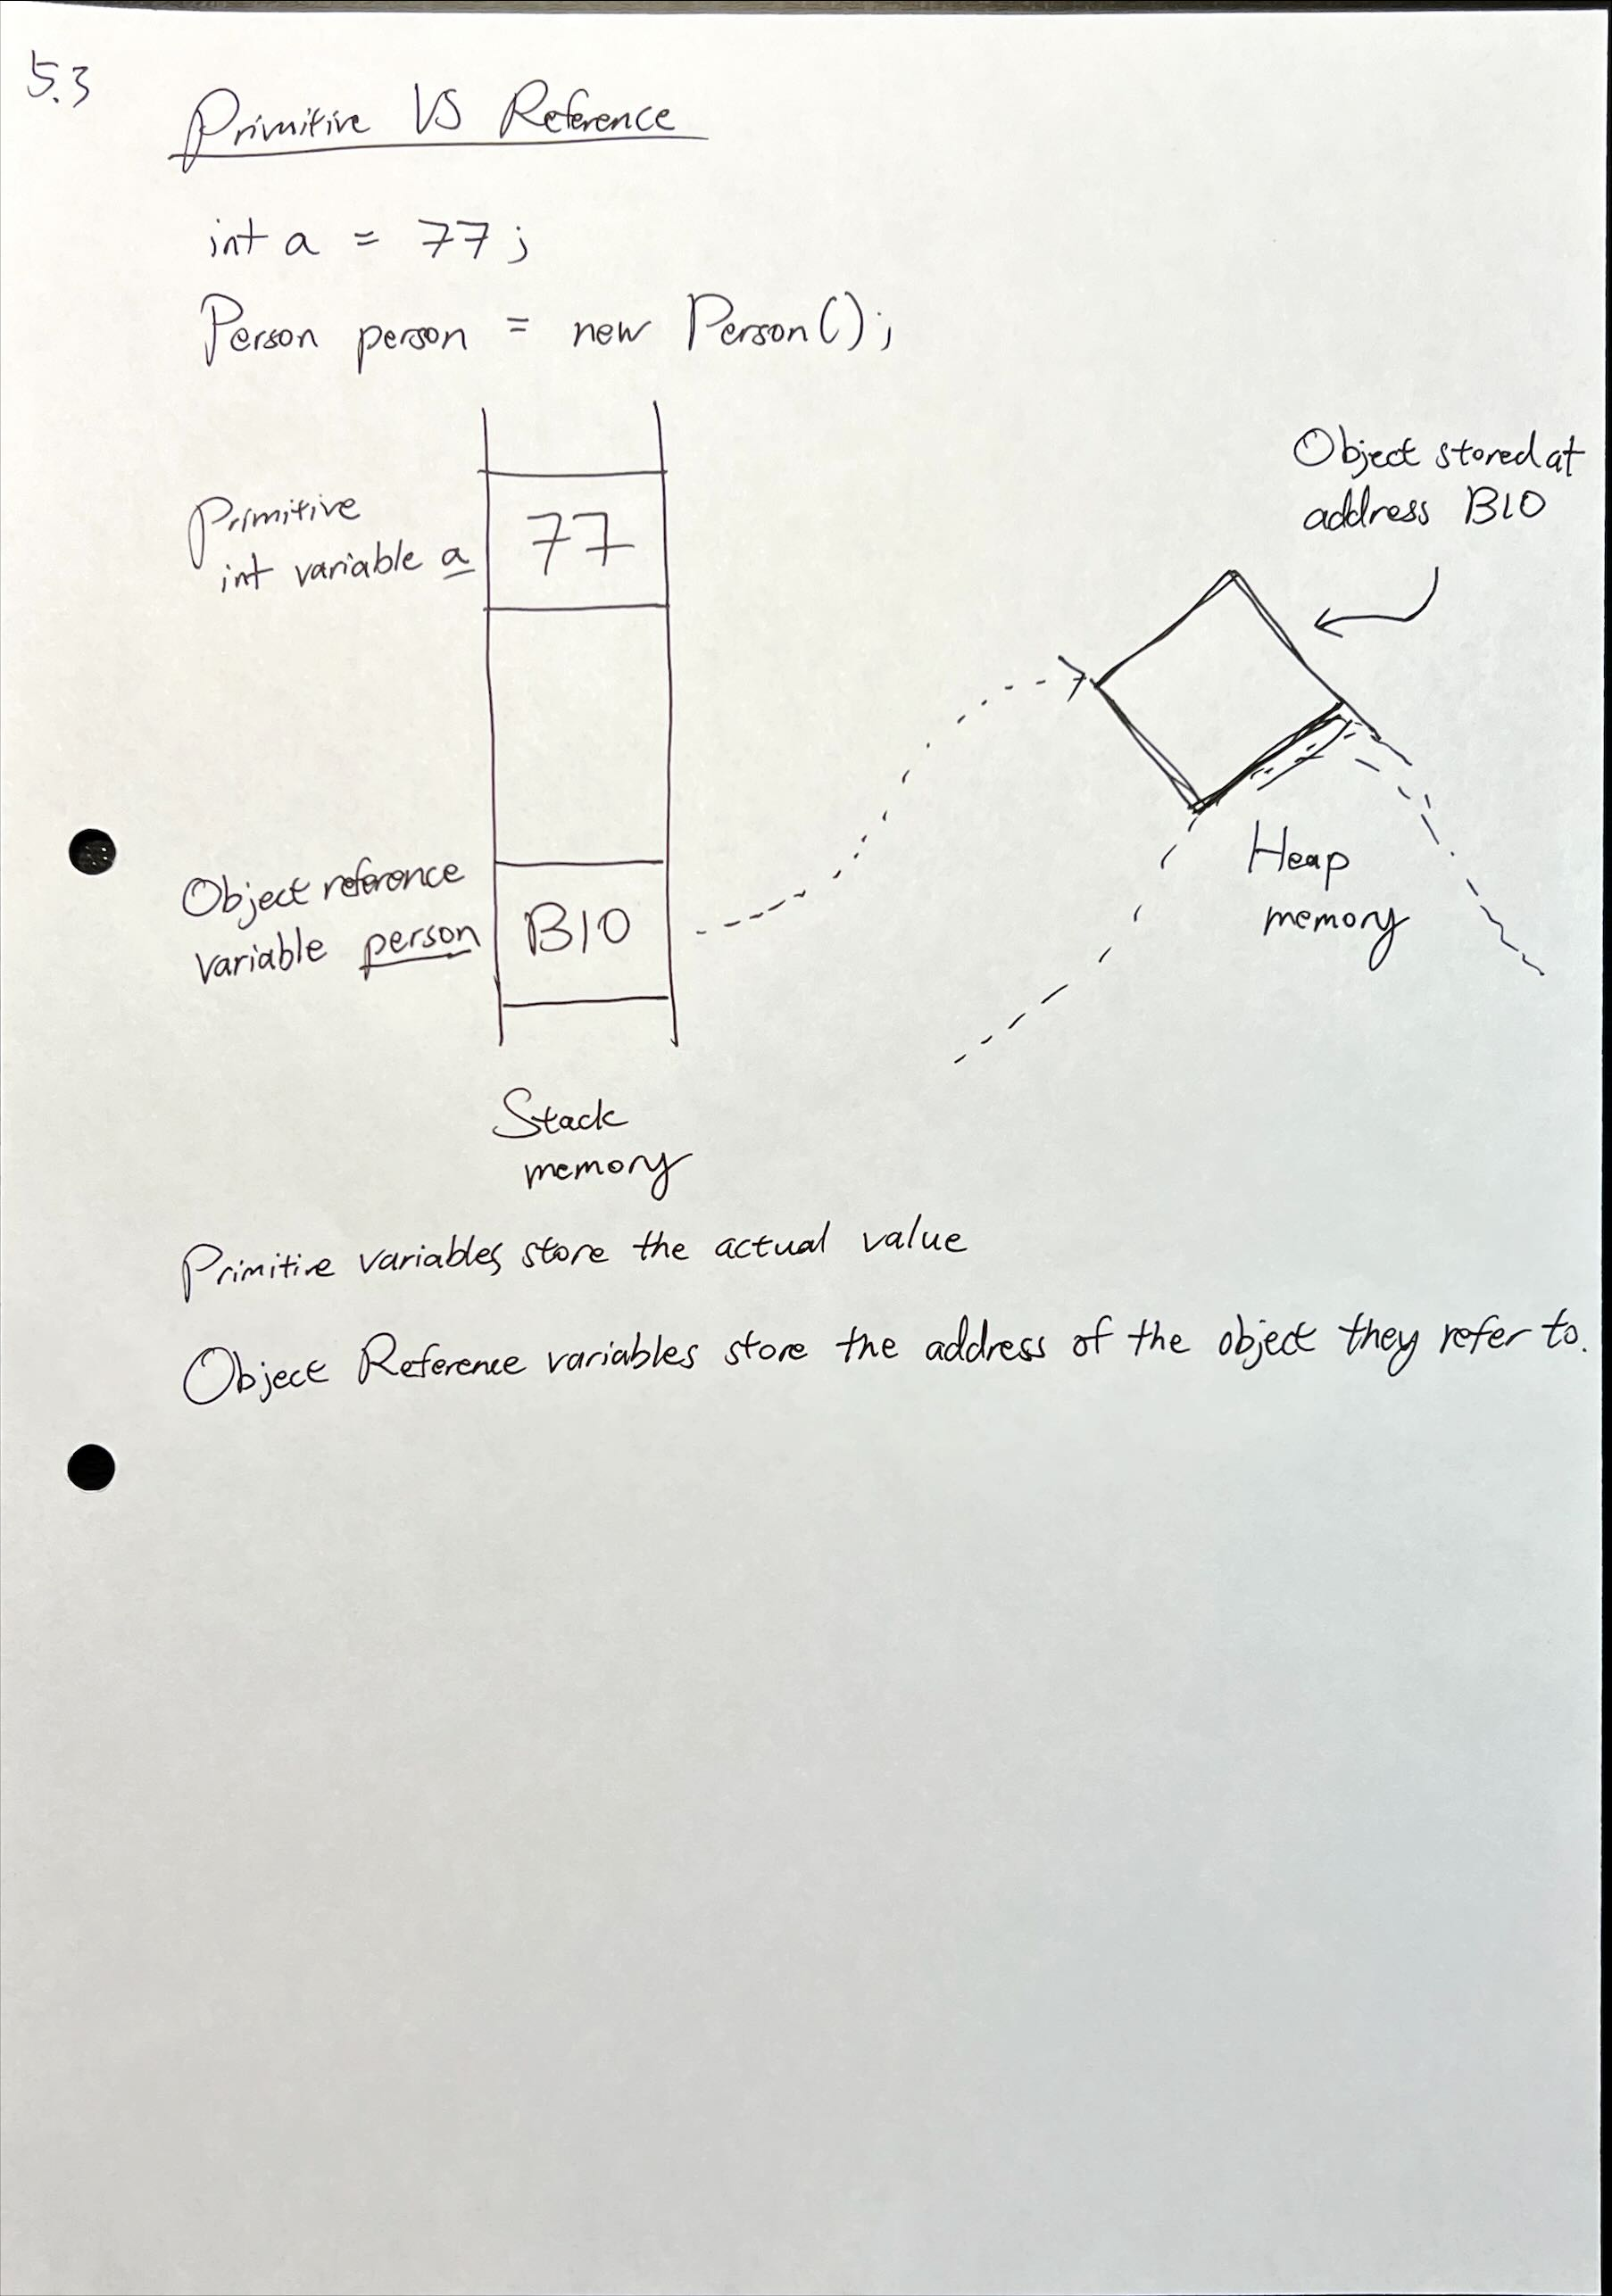 5.3
Primitive VS Reference
int a = 77;
Person person = new Person();
Object stored at
address B10
Primitive
int variable a
77
Object reference
variable person
B10
Heap
memory
Stack
memory
Primitive variables store the actual value
Object Reference variables store the address of the object they refer to.